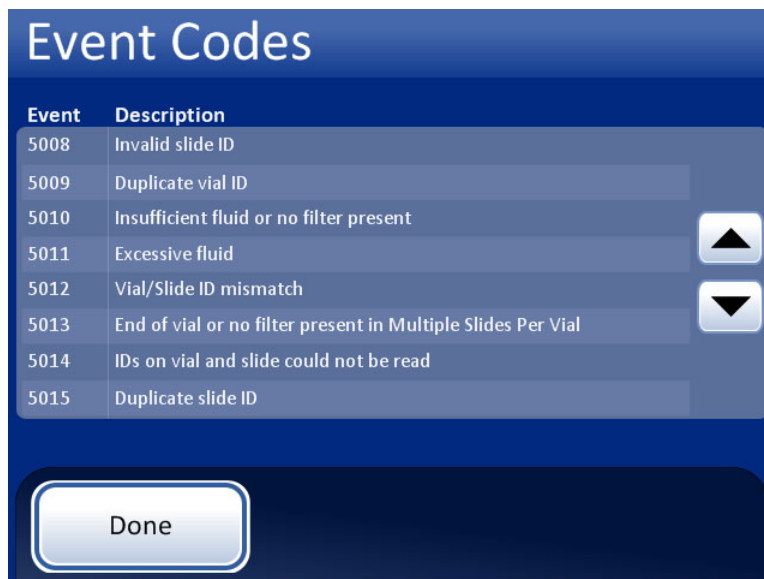 Event Codes
Event Description
5008 Invalid slide ID
5009 Duplicate vial ID
5010 Insufficient fluid or no filter present
5011 Excessive fluid
5012 Vial/Slide ID mismatch
5013 End of vial or no filter present in Multiple Slides Per Vial
5014 IDs on vial and slide could not be read
5015 Duplicate slide ID
Done